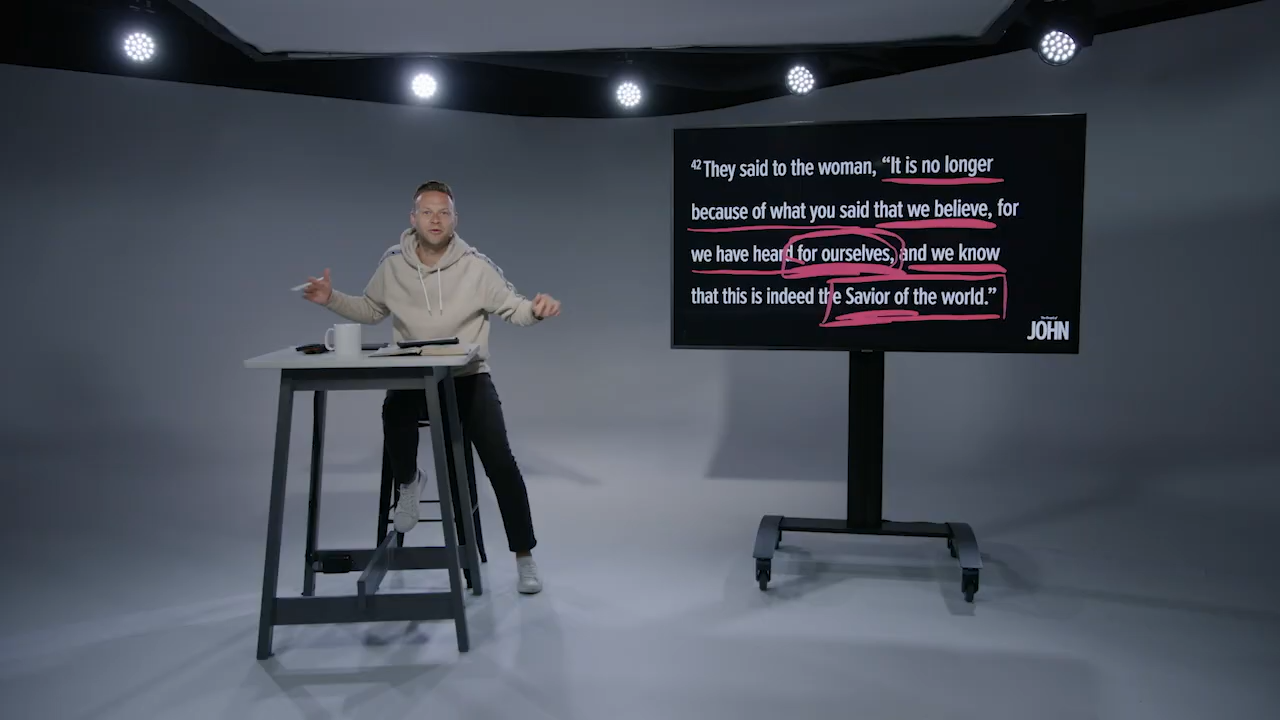 42 They said to the woman, “It is no longer
because of what you said that we believe, for
we have heard for ourselves, and we know
that this is indeed the Savior of the world.”
JOHN